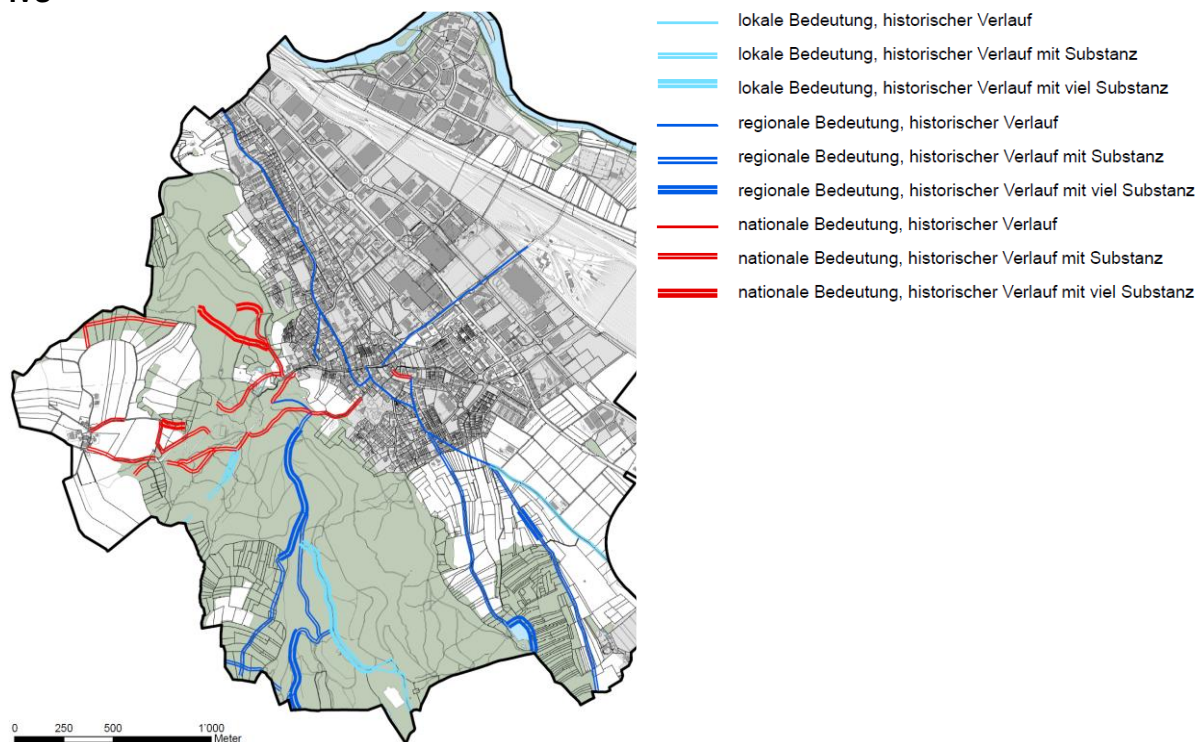 lokale Bedeutung, historischer Verlauf
lokale Bedeutung, historischer Verlauf mit Substanz
lokale Bedeutung, historischer Verlauf mit viel Substanz
regionale Bedeutung, historischer Verlauf
regionale Bedeutung, historischer Verlauf mit Substanz
regionale Bedeutung, historischer Verlauf mit viel Substanz
nationale Bedeutung, historischer Verlauf
nationale Bedeutung, historischer Verlauf mit Substanz
nationale Bedeutung, historischer Verlauf mit viel Substanz
0 250 500 1'000
Meter